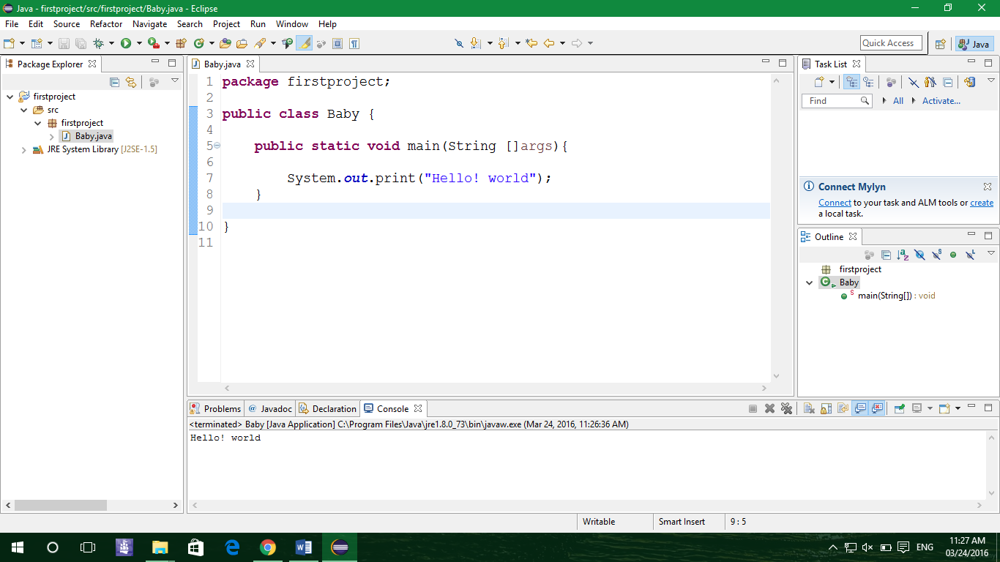 Java - firstproject/src/firstproject/Baby.java - Eclipse
File Edit Source Refactor Navigate Search Project Run Window Help
Quick Access
Java
Package Explorer
firstproject
src
firstproject
Baby.java
JRE System Library [J2SE-1.5]
Baby.java
1 package firstproject;
2
3 public class Baby {
4
5 public static void main(String []args){
6
7 System.out.print("Hello! world");
8 }
9
10 }
11
Task List
Find
All
Activate...
Connect Mylyn
Connect to your task and ALM tools or create
a local task.
Outline
firstproject
Baby
main(String[]) : void
Problems @ Javadoc Declaration Console
<terminated> Baby [Java Application] C:\Program Files\Java\jre1.8.0_73\bin\javaw.exe (Mar 24, 2016, 11:26:36 AM)
Hello! world
Writable
Smart Insert
9 : 5
ENG
11:27 AM
03/24/2016